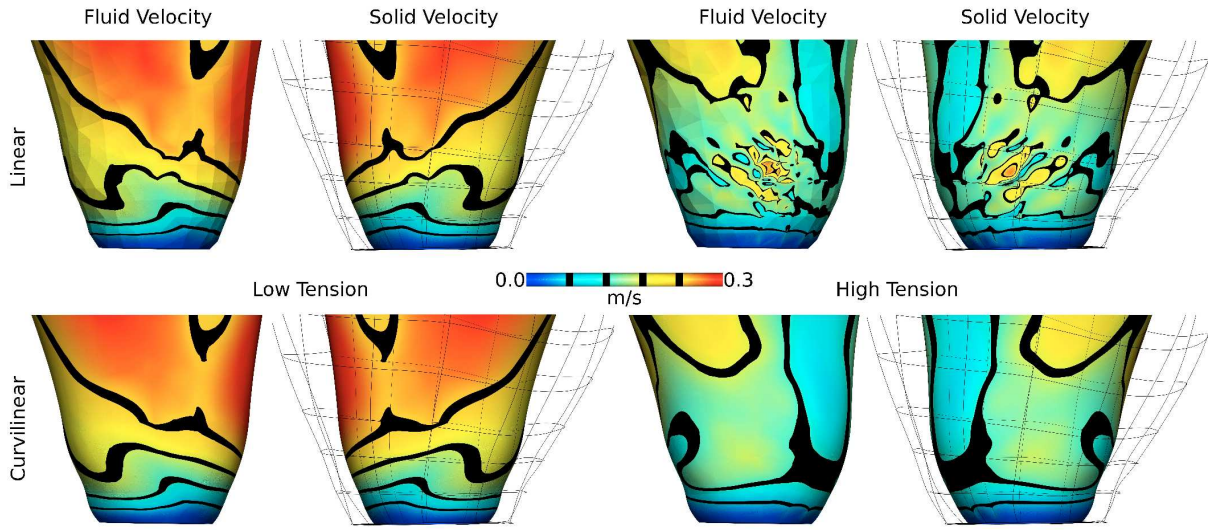 Fluid Velocity Solid Velocity Fluid Velocity Solid Velocity
Linear
0.0 0.3
m/s
Low Tension High Tension
Curvilinear